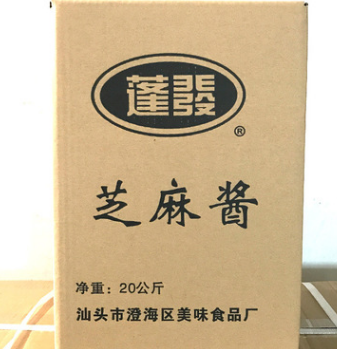 蓬發
®
芝麻酱
净重：20公斤
汕头市澄海区美味食品厂